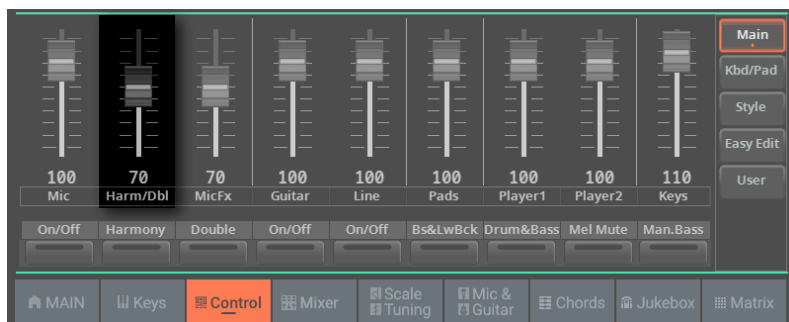 Main
Kbd/Pad
Style
Easy Edit
User
100 70 70 100 100 100 100 100 110
Mic Harm/Dbl MicFx Guitar Line Pads Player1 Player2 Keys
On/Off Harmony Double On/Off On/Off Bs&LwBck Drum&Bass Mel Mute Man.Bass
MAIN Keys Control Mixer Scale Tuning Mic & Guitar Chords Jukebox Matrix